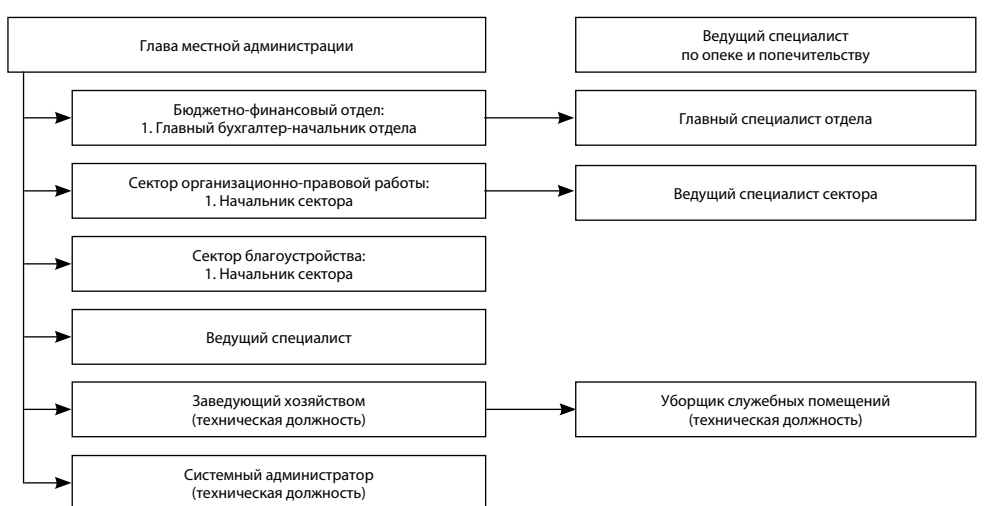 Глава местной администрации
Ведущий специалист
по опеке и попечительству
Бюджетно-финансовый отдел:
1. Главный бухгалтер-начальник отдела
Главный специалист отдела
Сектор организационно-правовой работы:
1. Начальник сектора
Ведущий специалист сектора
Сектор благоустройства:
1. Начальник сектора
Ведущий специалист
Заведующий хозяйством
(техническая должность)
Уборщик служебных помещений
(техническая должность)
Системный администратор
(техническая должность)